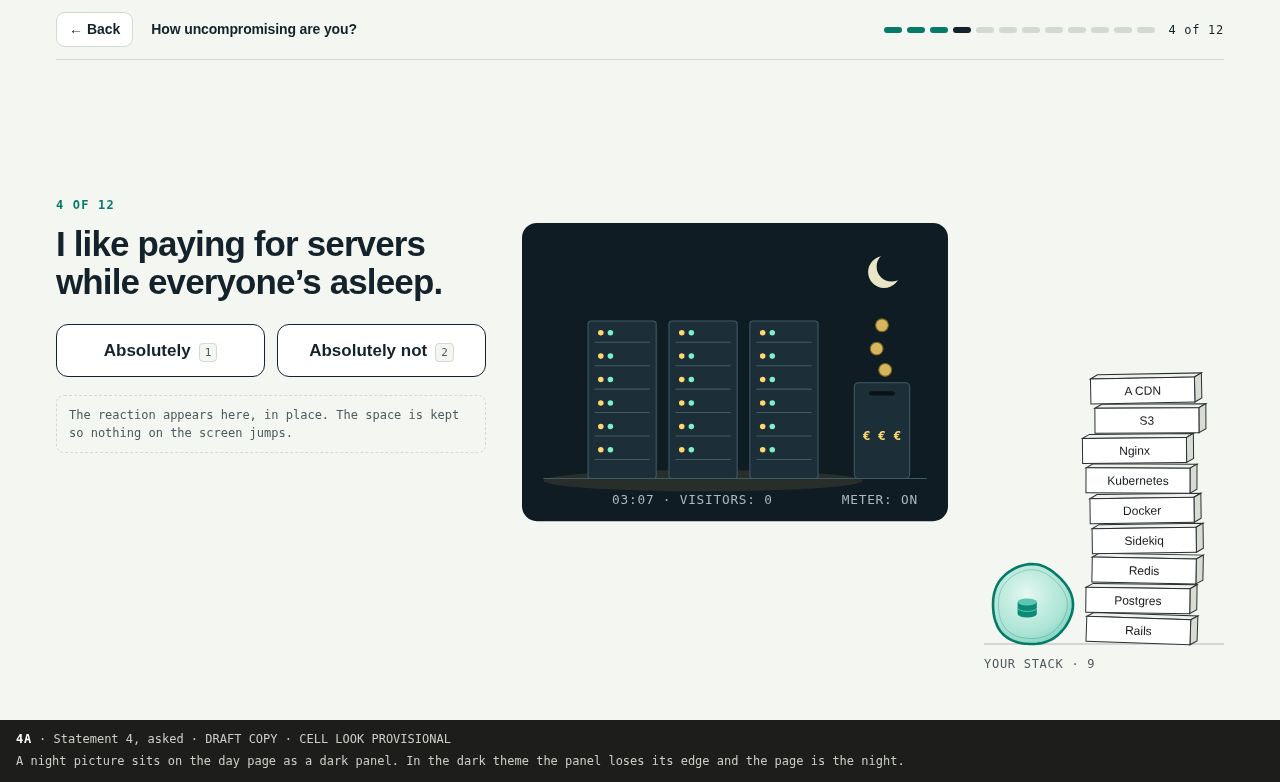 ← Back
How uncompromising are you?
4 of 12
4 OF 12
I like paying for servers
while everyone’s asleep.
Absolutely 1
Absolutely not 2
The reaction appears here, in place. The space is kept
so nothing on the screen jumps.
€ € €
03:07 · VISITORS: 0
METER: ON
A CDN
S3
Nginx
Kubernetes
Docker
Sidekiq
Redis
Postgres
Rails
YOUR STACK · 9
4A · Statement 4, asked · DRAFT COPY · CELL LOOK PROVISIONAL
A night picture sits on the day page as a dark panel. In the dark theme the panel loses its edge and the page is the night.